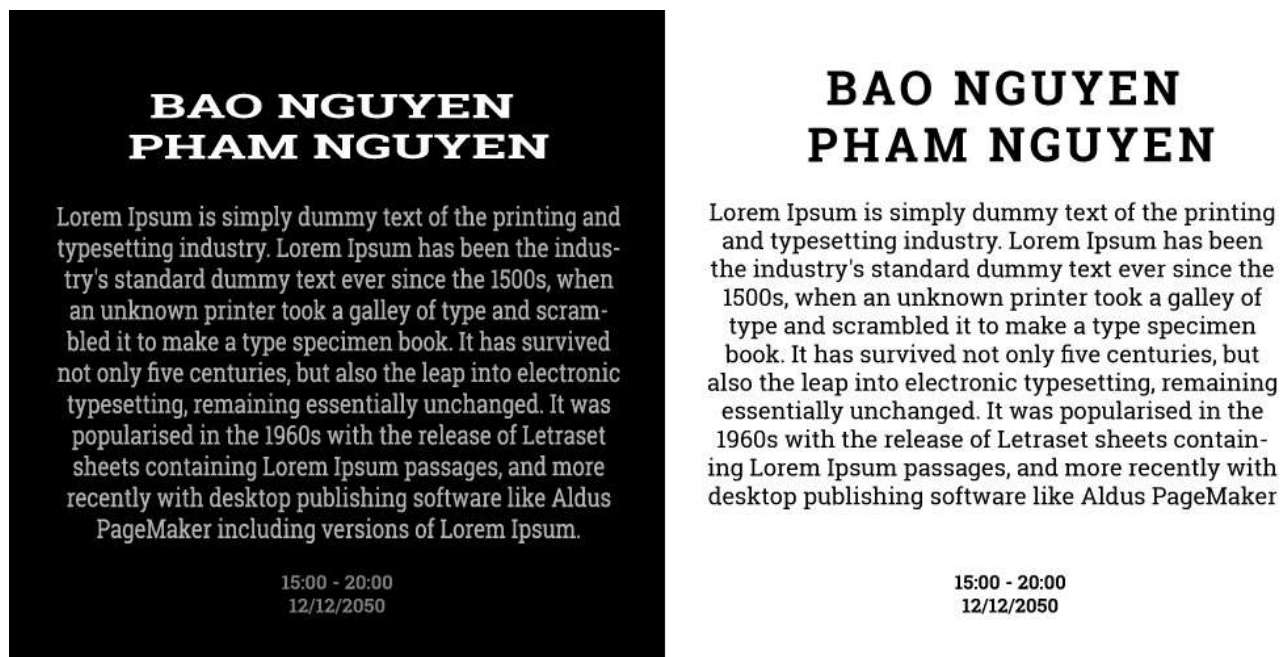 BAO NGUYEN
PHAM NGUYEN
Lorem Ipsum is simply dummy text of the printing and
typesetting industry. Lorem Ipsum has been the indus-
try's standard dummy text ever since the 1500s, when
an unknown printer took a galley of type and scram-
bled it to make a type specimen book. It has survived
not only five centuries, but also the leap into electronic
typesetting, remaining essentially unchanged. It was
popularised in the 1960s with the release of Letraset
sheets containing Lorem Ipsum passages, and more
recently with desktop publishing software like Aldus
PageMaker including versions of Lorem Ipsum.
15:00 - 20:00
12/12/2050
BAO NGUYEN
PHAM NGUYEN
Lorem Ipsum is simply dummy text of the printing
and typesetting industry. Lorem Ipsum has been
the industry's standard dummy text ever since the
1500s, when an unknown printer took a galley of
type and scrambled it to make a type specimen
book. It has survived not only five centuries, but
also the leap into electronic typesetting, remaining
essentially unchanged. It was popularised in the
1960s with the release of Letraset sheets contain-
ing Lorem Ipsum passages, and more recently with
desktop publishing software like Aldus PageMaker
15:00 - 20:00
12/12/2050